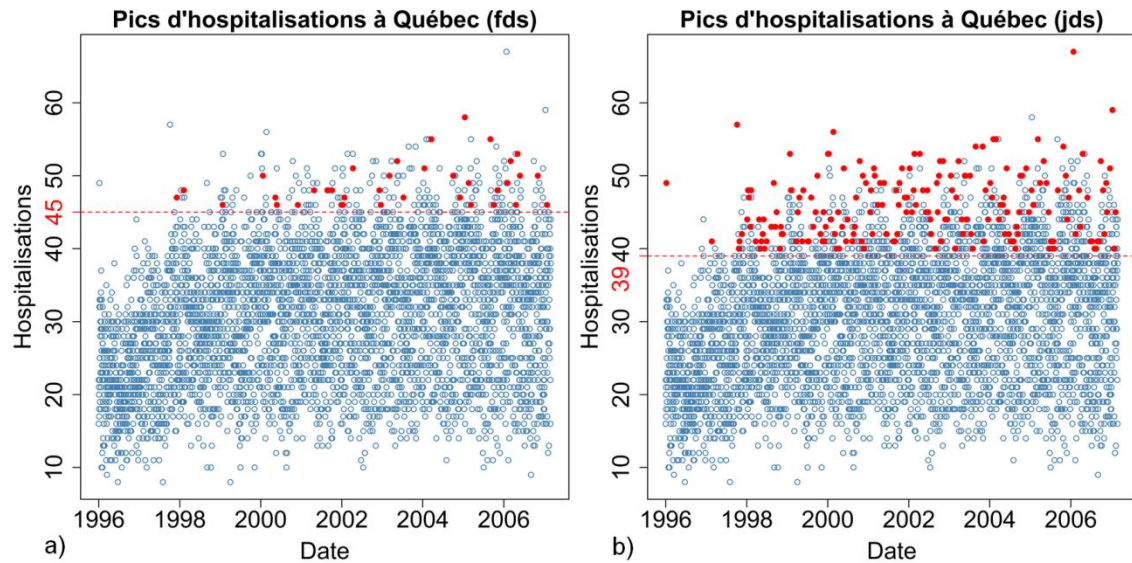 Pics d'hospitalisations à Québec (fds)
Hospitalisations
60
50
45
40
30
20
10
1996 1998 2000 2002 2004 2006
a) Date
Pics d'hospitalisations à Québec (jds)
Hospitalisations
60
50
40
39
30
20
10
1996 1998 2000 2002 2004 2006
b) Date